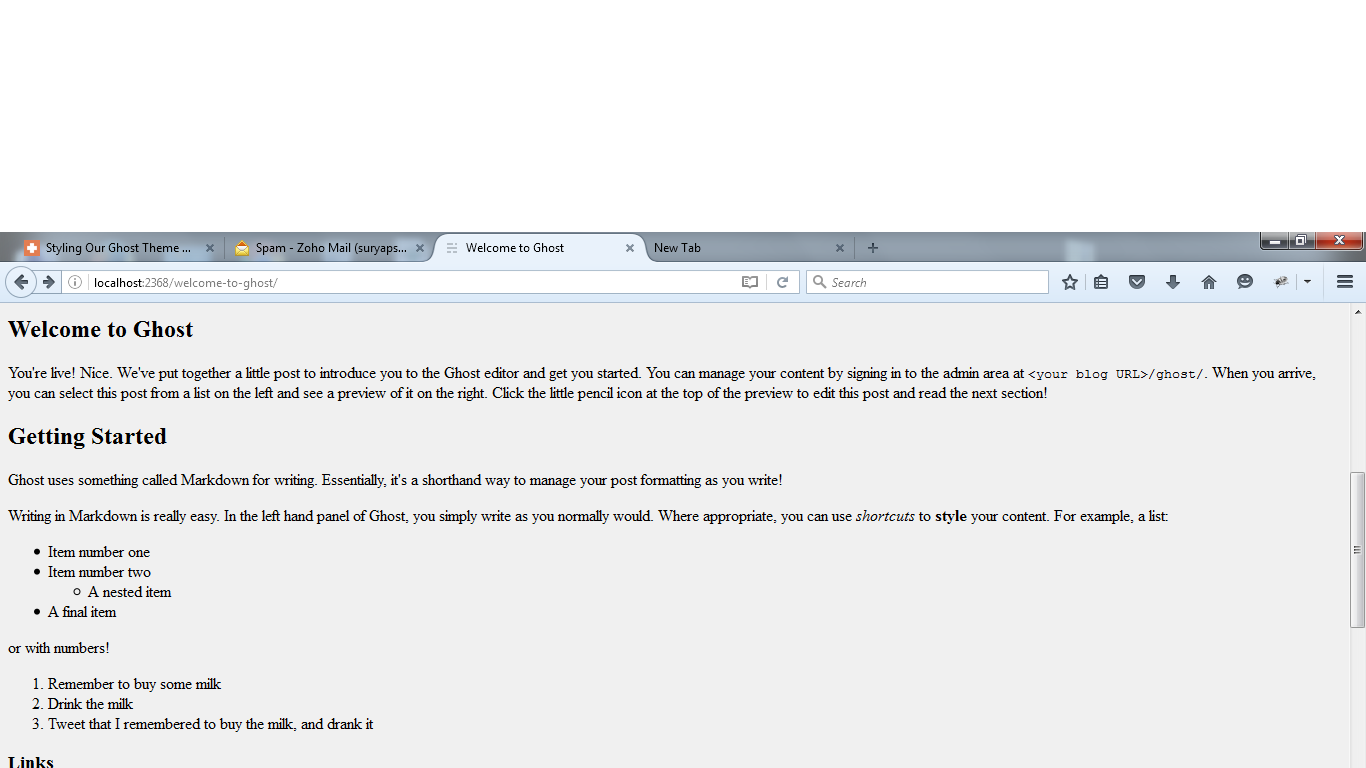 Styling Our Ghost Theme ...
Spam - Zoho Mail (suryaps...
Welcome to Ghost
New Tab
localhost:2368/welcome-to-ghost/
Search
Welcome to Ghost
You're live! Nice. We've put together a little post to introduce you to the Ghost editor and get you started. You can manage your content by signing in to the admin area at <your blog URL>/ghost/. When you arrive,
you can select this post from a list on the left and see a preview of it on the right. Click the little pencil icon at the top of the preview to edit this post and read the next section!
Getting Started
Ghost uses something called Markdown for writing. Essentially, it's a shorthand way to manage your post formatting as you write!
Writing in Markdown is really easy. In the left hand panel of Ghost, you simply write as you normally would. Where appropriate, you can use shortcuts to style your content. For example, a list:
Item number one
Item number two
A nested item
A final item
or with numbers!
1. Remember to buy some milk
2. Drink the milk
3. Tweet that I remembered to buy the milk, and drank it
Links